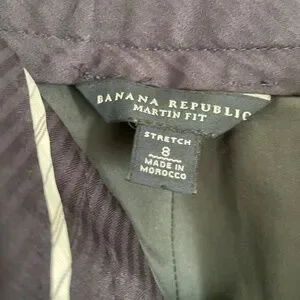 BANANA REPUBLIC
MARTIN FIT
STRETCH
8
MADE IN
MOROCCO